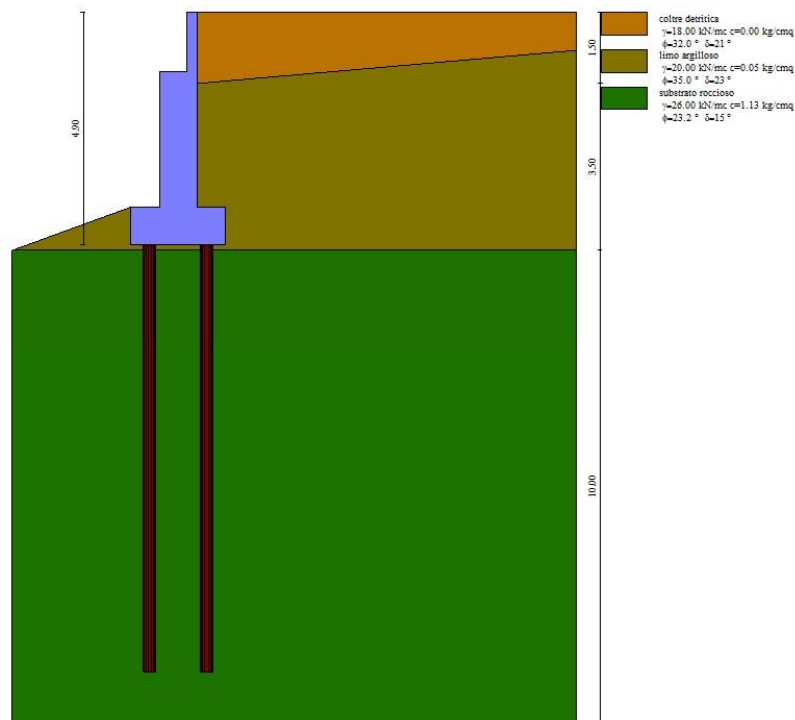 coltre detritica
γ=18.00 kN/mc c=0.00 kg/cmq
ϕ=32.0 ° δ=21 °
limo argilloso
γ=20.00 kN/mc c=0.05 kg/cmq
ϕ=35.0 ° δ=23 °
substrato roccioso
γ=26.00 kN/mc c=1.13 kg/cmq
ϕ=23.2 ° δ=15 °
4.90
1.50
3.50
10.00